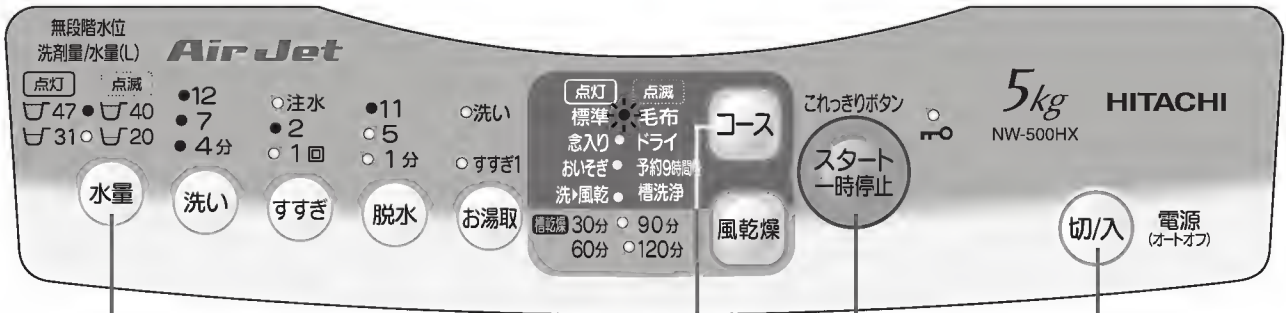 無段階水位
洗剤量/水量(L)
Air Jet
点灯 点滅
47 40
31 20
水量
12
7
4分
洗い
注水
2
1回
すすぎ
11
5
1分
脱水
洗い
すすぎ1
お湯取
点灯 点滅
標準 毛布
念入り ドライ
おいそぎ 予約9時間
洗▶風乾 槽洗浄
槽乾燥 30分 90分
60分 120分
コース
風乾燥
これっきりボタン
スタート
一時停止
5kg
NW-500HX
HITACHI
切/入
電源
(オートオフ)